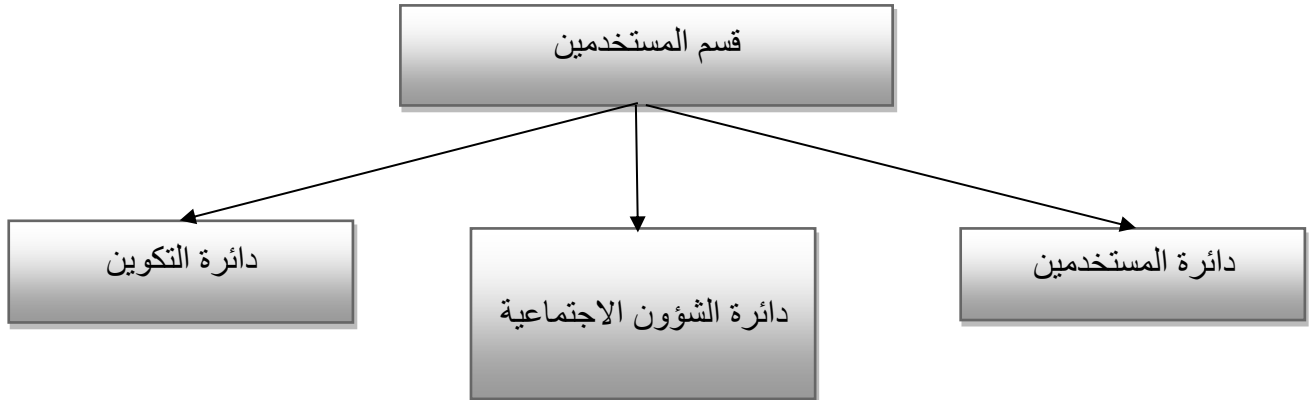 قسم المستخدمين
دائرة المستخدمين
دائرة الشؤون الاجتماعية
دائرة التكوين